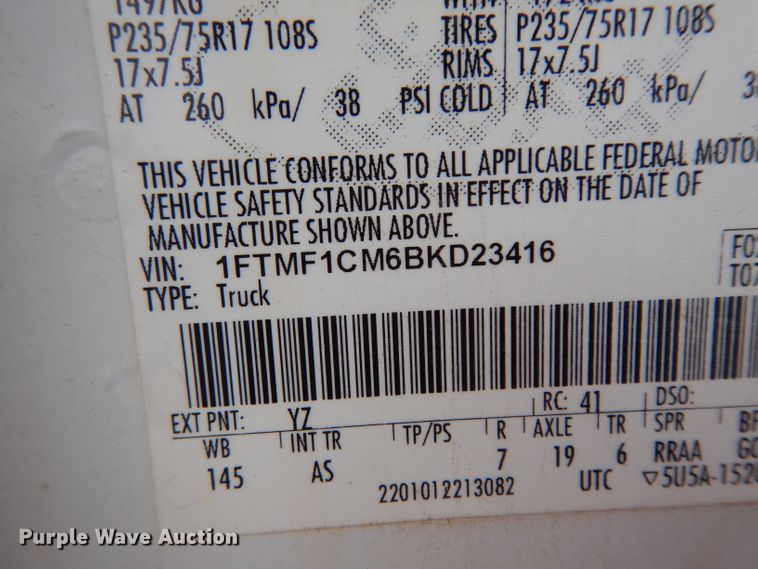 P235/75R17 108S TIRES P235/75R17 108S
17x7.5J RIMS 17x7.5J
AT 260 kPa/ 38 PSI COLD AT 260 kPa/
THIS VEHICLE CONFORMS TO ALL APPLICABLE FEDERAL MOTOR
VEHICLE SAFETY STANDARDS IN EFFECT ON THE DATE OF
MANUFACTURE SHOWN ABOVE.
VIN: 1FTMF1CM6BKD23416
TYPE: Truck
EXT PNT: YZ RC: 41 DSO:
WB INT TR TP/PS R AXLE TR SPR
145 AS 7 19 6 RRAA
2201012213082 UTC ▽5U5A-1520
Purple Wave Auction